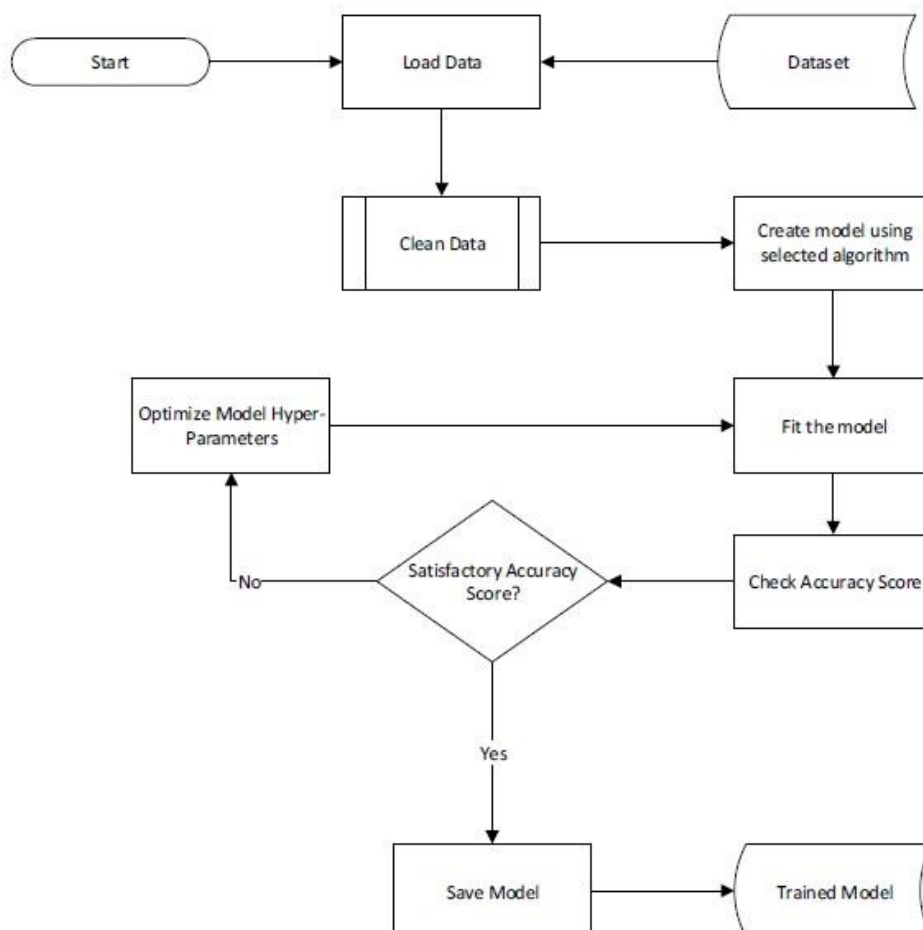 Start
Load Data
Dataset
Clean Data
Create model using
selected algorithm
Optimize Model Hyper-
Parameters
Fit the model
Satisfactory Accuracy
Score?
No
Check Accuracy Score
Yes
Save Model
Trained Model